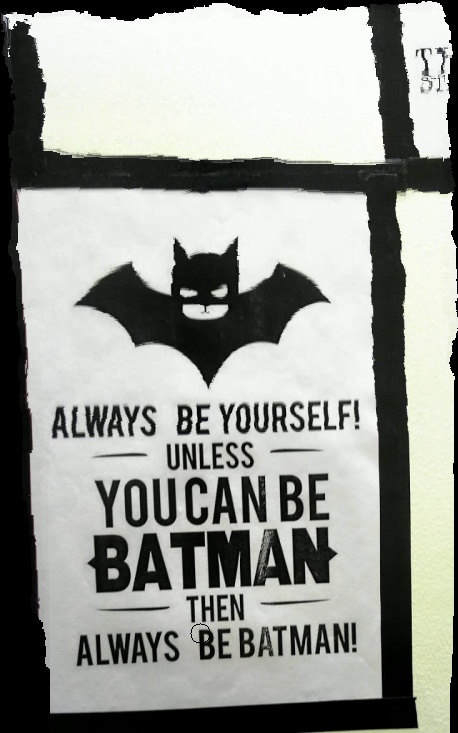 ALWAYS BE YOURSELF!
UNLESS
YOU CAN BE
BATMAN
THEN
ALWAYS BE BATMAN!